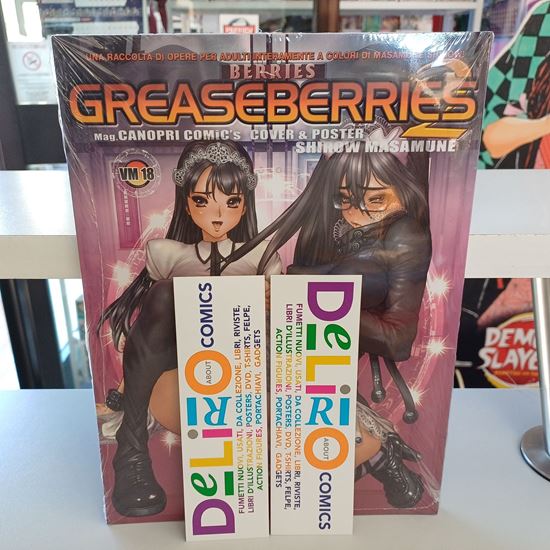 UNA RACCOLTA DI OPERE PER ADULTI INTERAMENTE A COLORI DI MASAMUNE SHIROW
BERRIES
GREASEBERRIES 2
Mag. CANOPRI COMiC's COVER & POSTER
SHIROW MASAMUNE
VM 18
DeLiRiO
ABOUT
COMICS
FUMETTI NUOVI, USATI, DA COLLEZIONE, LIBRI, RIVISTE,
LIBRI D'ILLUSTRAZIONI, POSTERS, DVD, T-SHIRTS, FELPE,
ACTION FIGURES, PORTACHIAVI, GADGETS
DeLiRiO
ABOUT
COMICS
FUMETTI NUOVI, USATI, DA COLLEZIONE, LIBRI, RIVISTE,
LIBRI D'ILLUSTRAZIONI, POSTERS, DVD, T-SHIRTS, FELPE,
ACTION FIGURES, PORTACHIAVI, GADGETS
DEMON
SLAYER